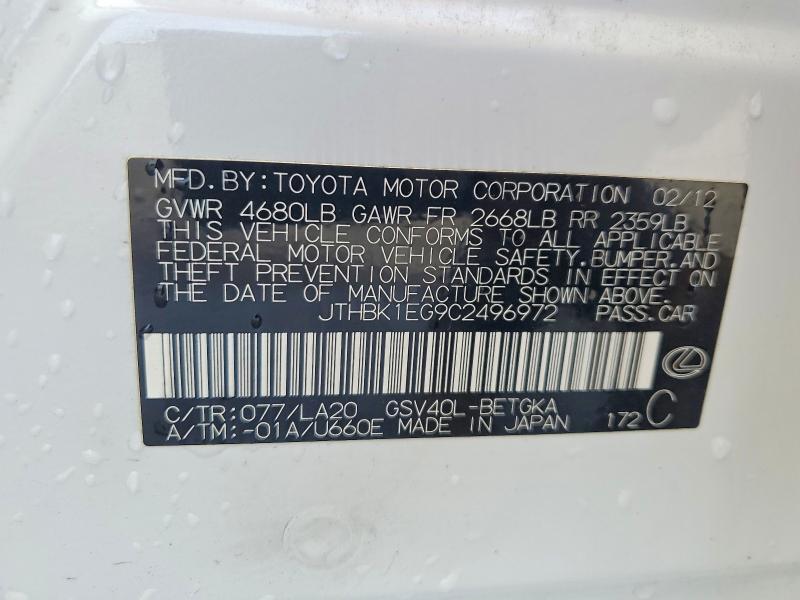 MFD.BY:TOYOTA MOTOR CORPORATION 02/12
GVWR 4680LB GAWR FR 2668LB RR 2359LB
THIS VEHICLE CONFORMS TO ALL APPLICABLE
FEDERAL MOTOR VEHICLE SAFETY,BUMPER,AND
THEFT PREVENTION STANDARDS IN EFFECT ON
THE DATE OF MANUFACTURE SHOWN ABOVE.
JTHBK1EG9C2496972 PASS.CAR
C/TR:077/LA20 GSV40L-BETGKA
A/TM:-01A/U660E MADE IN JAPAN 172 C